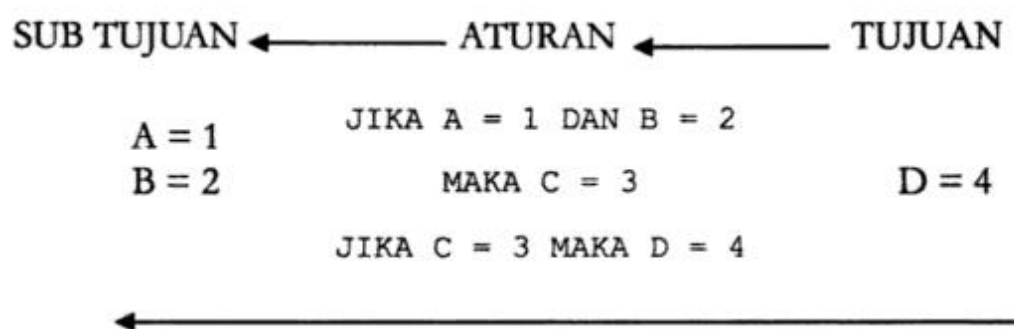 SUB TUJUAN ATURAN TUJUAN
JIKA A = 1 DAN B = 2
A = 1
B = 2 MAKA C = 3 D = 4
JIKA C = 3 MAKA D = 4